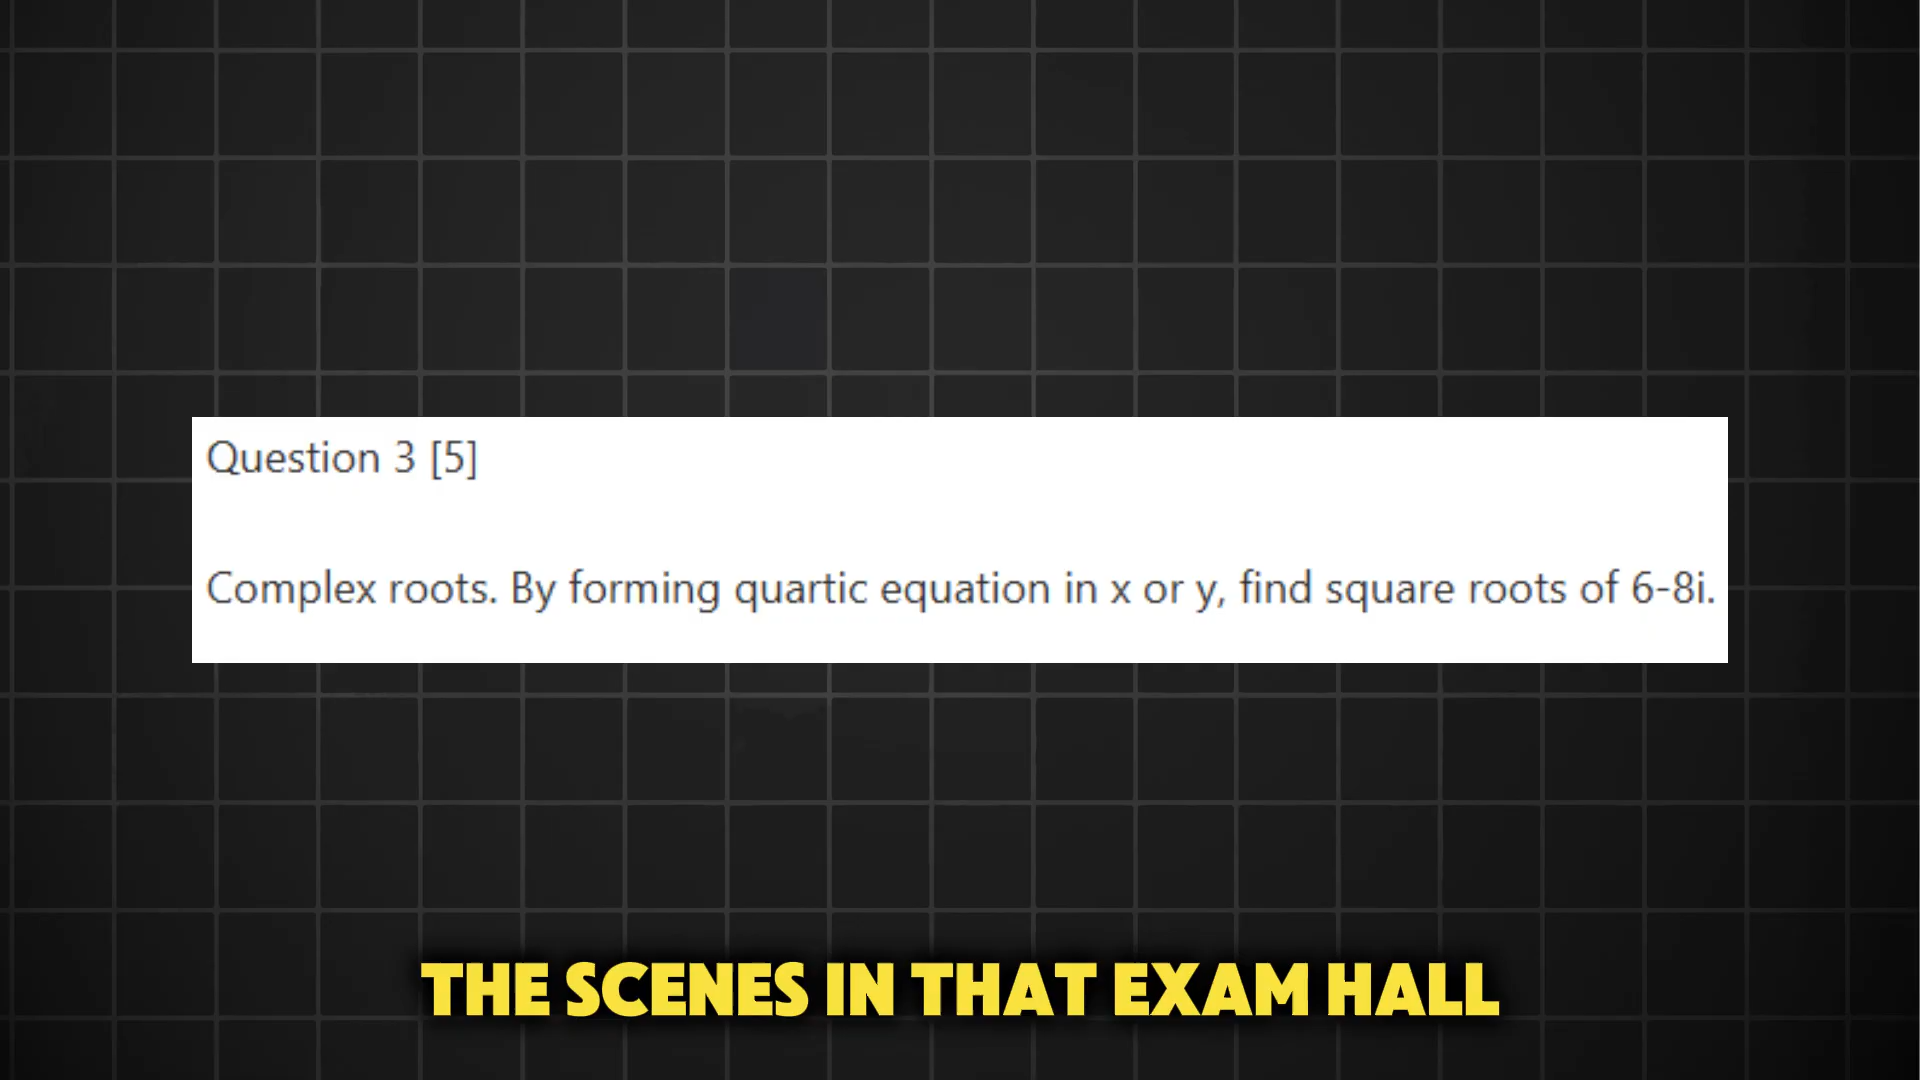 Question 3 [5]
Complex roots. By forming quartic equation in x or y, find square roots of 6-8i.
THE SCENES IN THAT EXAM HALL